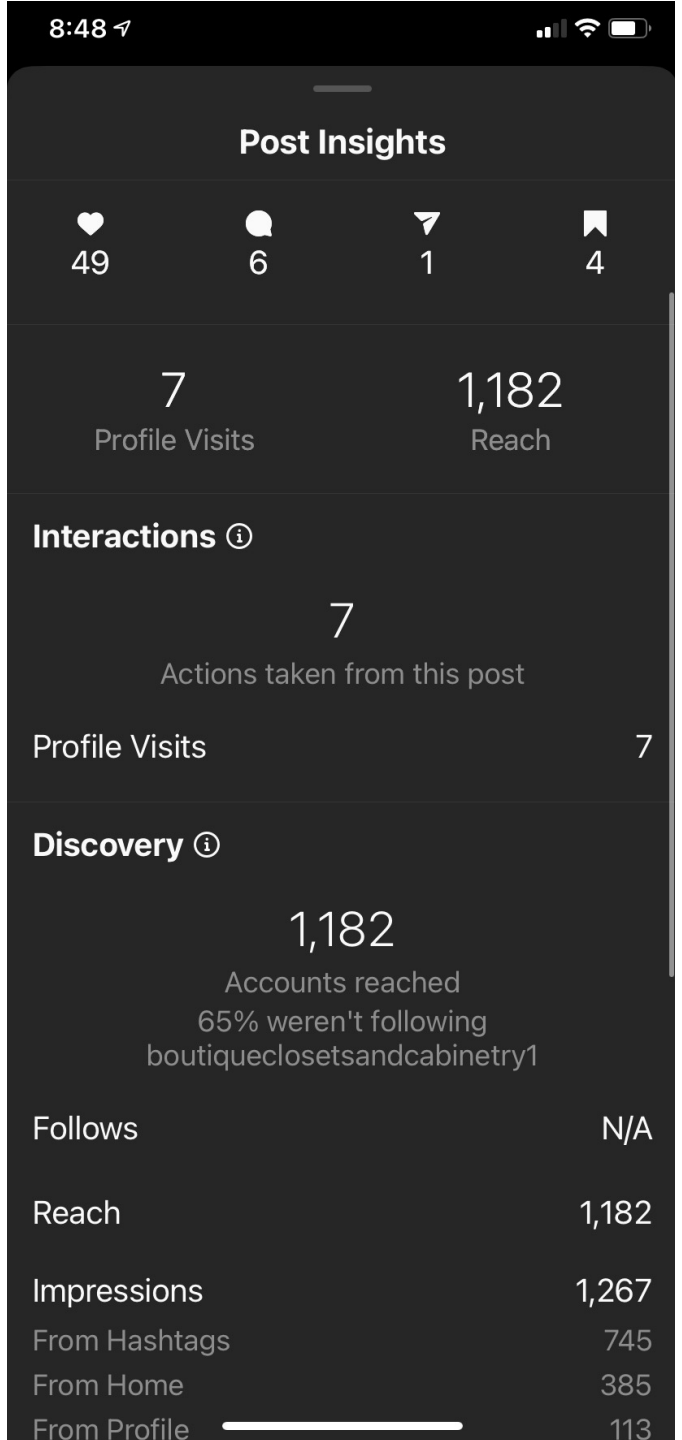 8:48
Post Insights
49 6 1 4
7 1,182
Profile Visits Reach
Interactions
7
Actions taken from this post
Profile Visits 7
Discovery
1,182
Accounts reached
65% weren't following
boutiqueclosetsandcabinetry1
Follows N/A
Reach 1,182
Impressions 1,267
From Hashtags 745
From Home 385
From Profile 113